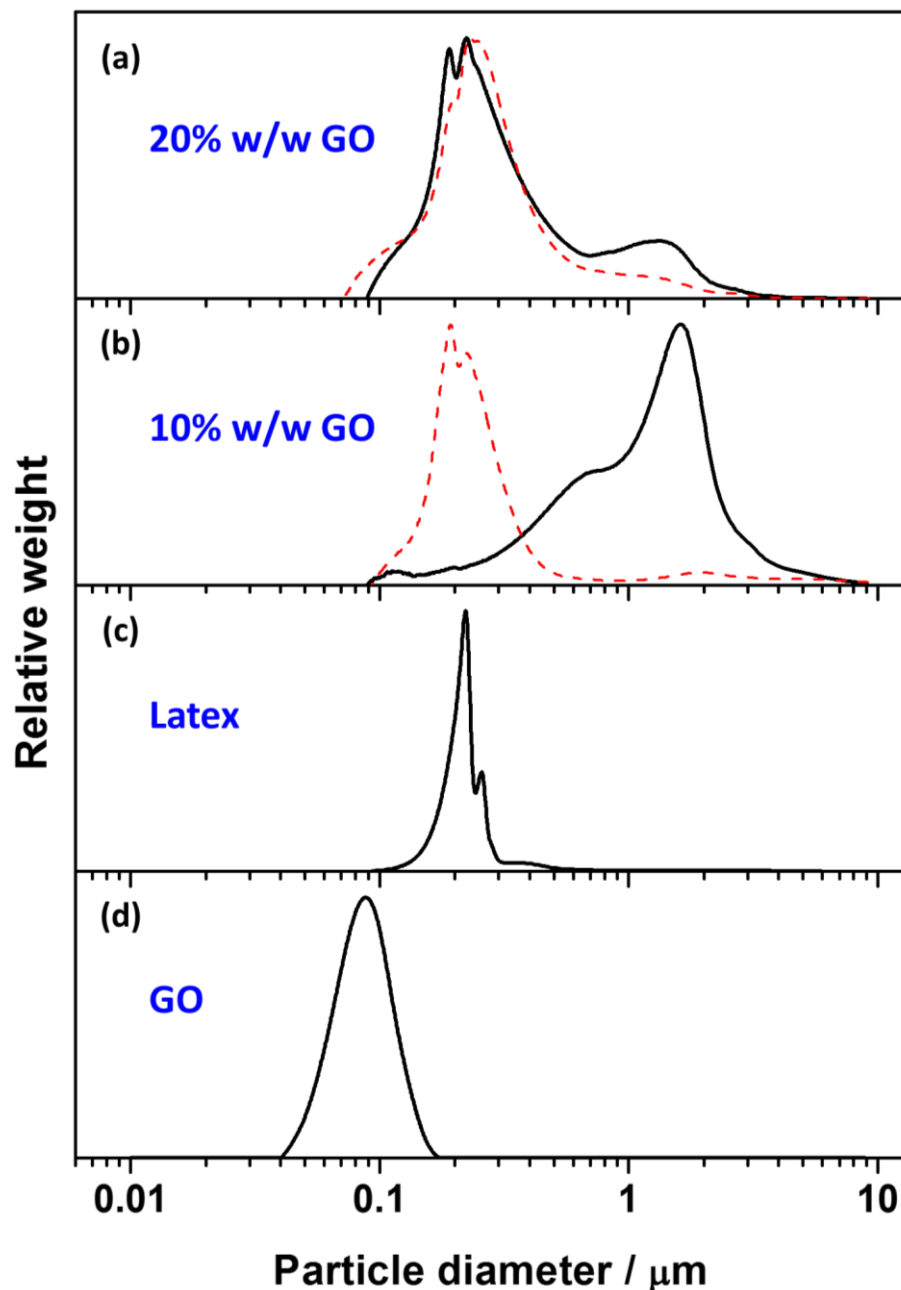 (a)
20% w/w GO
(b)
10% w/w GO
Relative weight
(c)
Latex
(d)
GO
0.01 0.1 1 10
Particle diameter / μm